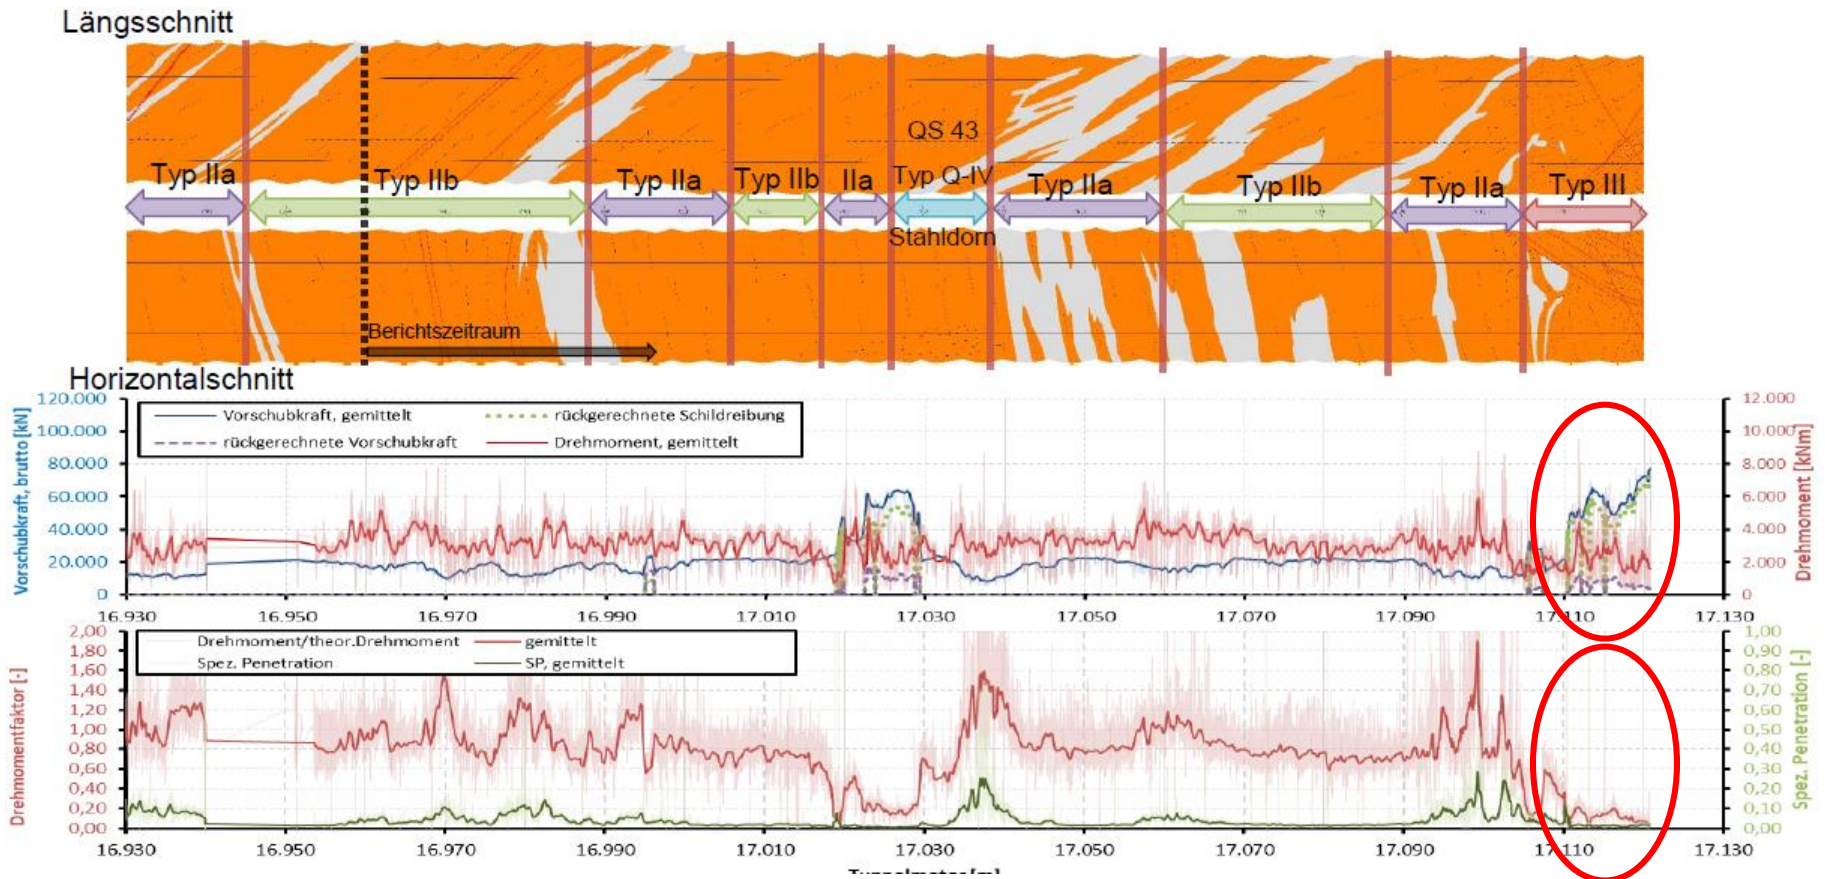 Längsschnitt
QS 43
Typ IIa Typ IIb Typ IIa Typ IIb IIa Typ Q-IV Typ IIa Typ IIb Typ IIa Typ III
Stahldorn
Berichtszeitraum
Horizontalschnitt
Vorschubkraft, brutto [kN]
120.000
100.000
80.000
60.000
40.000
20.000
0
Vorschubkraft, gemittelt rückgerechnete Schildreibung
rückgerechnete Vorschubkraft Drehmoment, gemittelt
12.000
10.000
8.000
6.000
4.000
2.000
0
Drehmoment [kNm]
16.930 16.950 16.970 16.990 17.010 17.030 17.050 17.070 17.090 17.110 17.130
Drehmomentfaktor [-]
2,00
1,80
1,60
1,40
1,20
1,00
0,80
0,60
0,40
0,20
0,00
Drehmoment/theor.Drehmoment gemittelt
Spez. Penetration SP, gemittelt
1,00
0,90
0,80
0,70
0,60
0,50
0,40
0,30
0,20
0,10
0,00
Spez. Penetration [-]
16.930 16.950 16.970 16.990 17.010 17.030 17.050 17.070 17.090 17.110 17.130